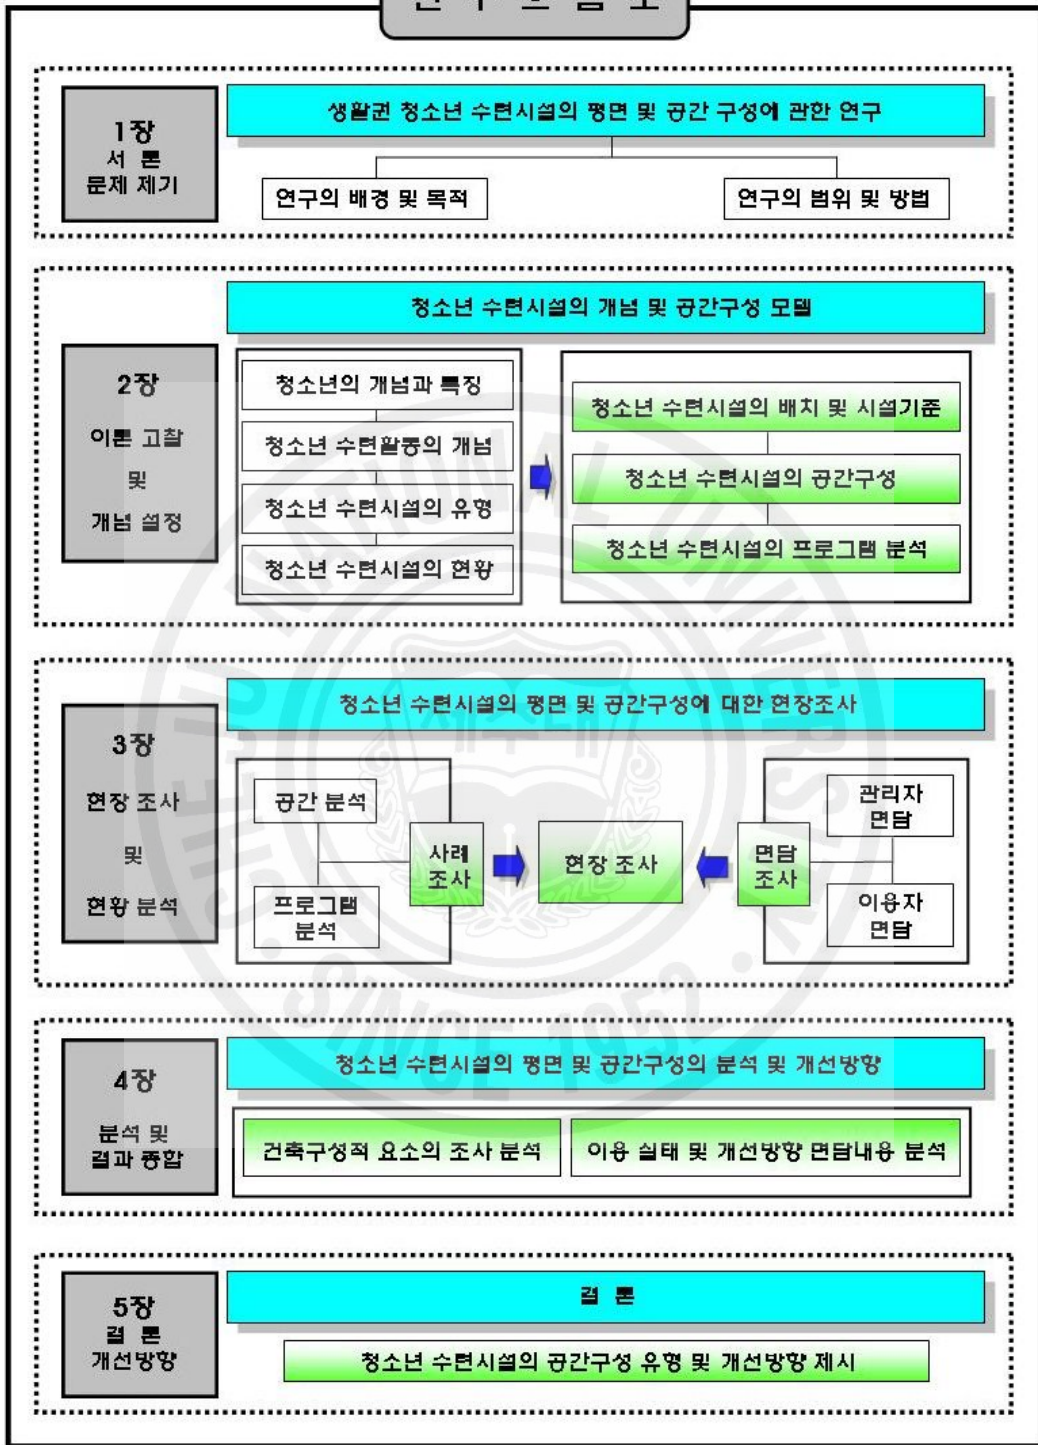 연 구 흐 름 도
1장
서 론
문제 제기
생활권 청소년 수련시설의 평면 및 공간 구성에 관한 연구
연구의 배경 및 목적
연구의 범위 및 방법
2장
이론 고찰
및
개념 설정
청소년 수련시설의 개념 및 공간구성 모델
청소년의 개념과 특징
청소년 수련활동의 개념
청소년 수련시설의 유형
청소년 수련시설의 현황
청소년 수련시설의 배치 및 시설기준
청소년 수련시설의 공간구성
청소년 수련시설의 프로그램 분석
3장
현장 조사
및
현황 분석
청소년 수련시설의 평면 및 공간구성에 대한 현장조사
공간 분석
프로그램
분석
사례
조사
현장 조사
면담
조사
관리자
면담
이용자
면담
4장
분석 및
결과 종합
청소년 수련시설의 평면 및 공간구성의 분석 및 개선방향
건축구성적 요소의 조사 분석
이용 실태 및 개선방향 면담내용 분석
5장
결 론
개선방향
결 론
청소년 수련시설의 공간구성 유형 및 개선방향 제시
JEJU NATIONAL UNIVERSITY
제주대
SINCE 1952